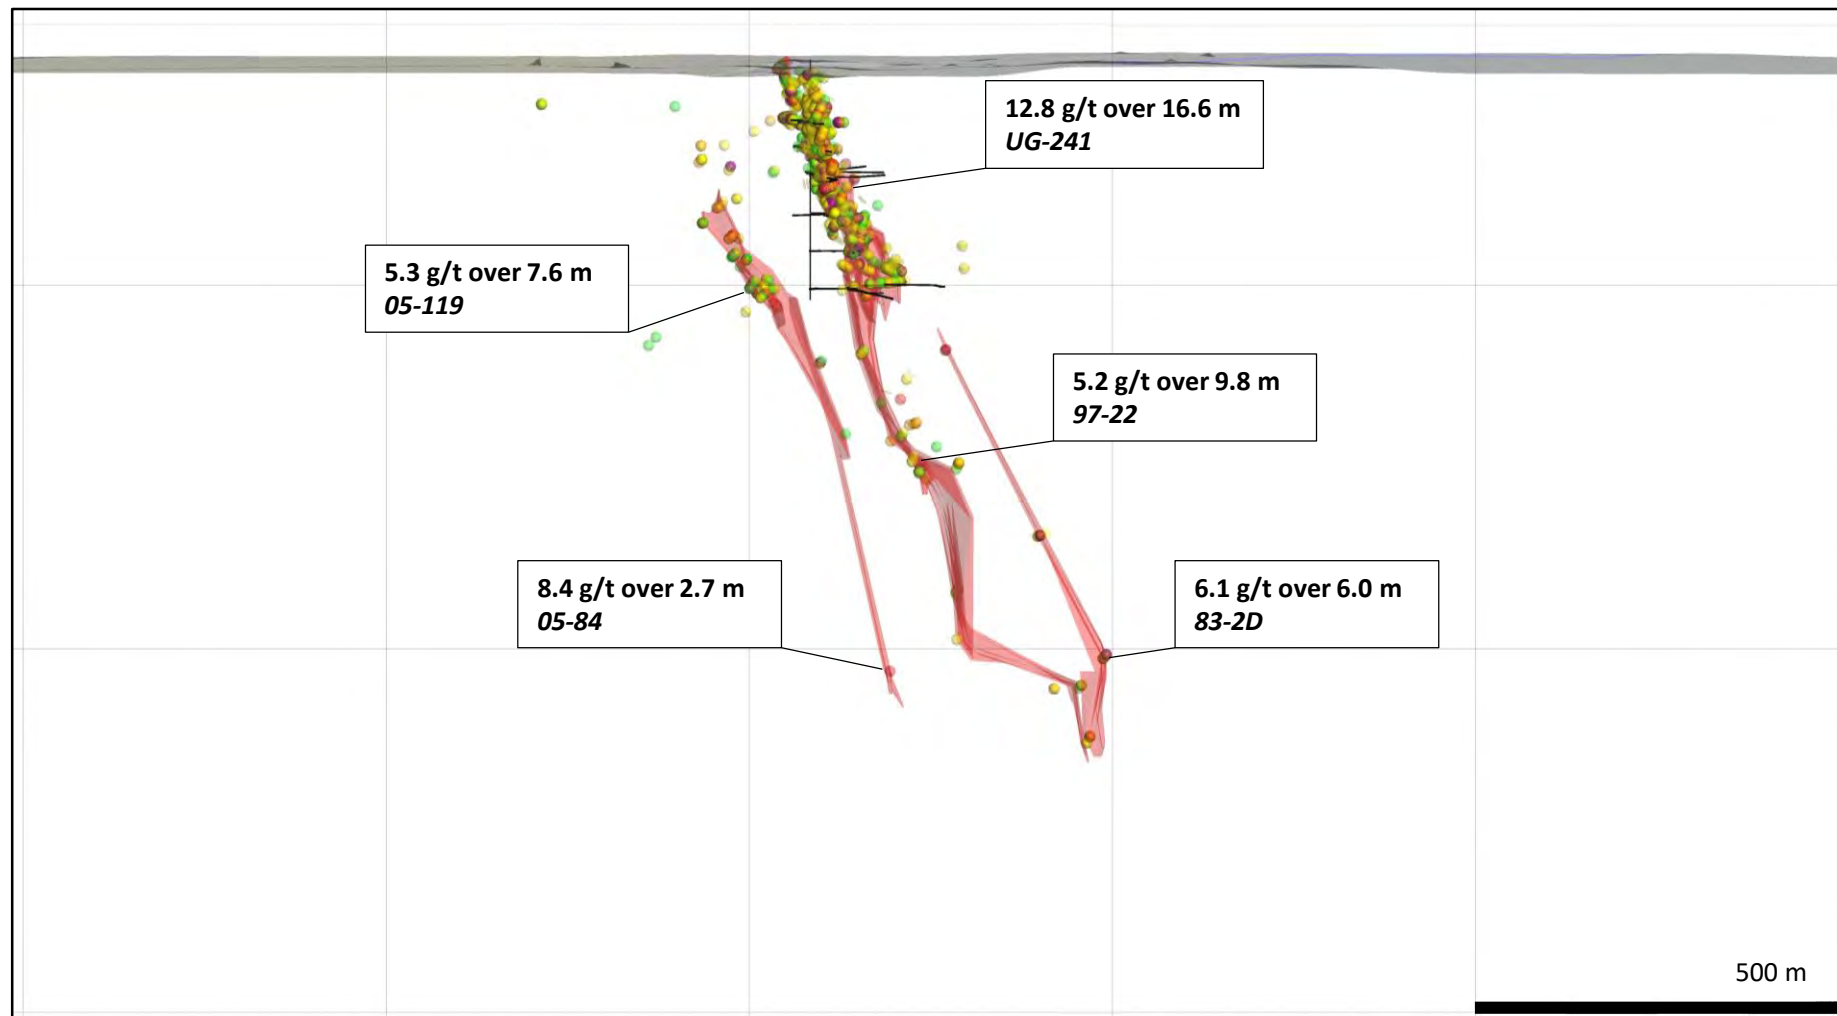 12.8 g/t over 16.6 m
UG-241
5.3 g/t over 7.6 m
05-119
5.2 g/t over 9.8 m
97-22
8.4 g/t over 2.7 m
05-84
6.1 g/t over 6.0 m
83-2D
500 m